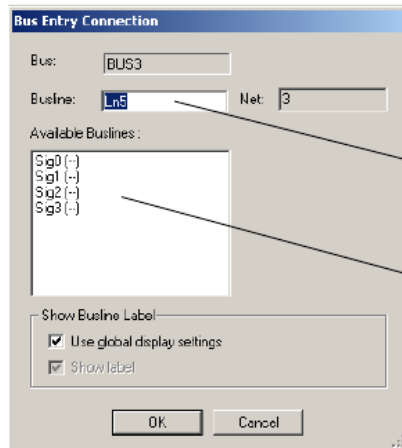 Bus Entry Connection
Bus: BUS3
Busline: Ln5 Net: 3
Available Buslines :
Sig0 (--)
Sig1 (--)
Sig2 (--)
Sig3 (--)
Show Busline Label
Use global display settings
Show label
OK Cancel